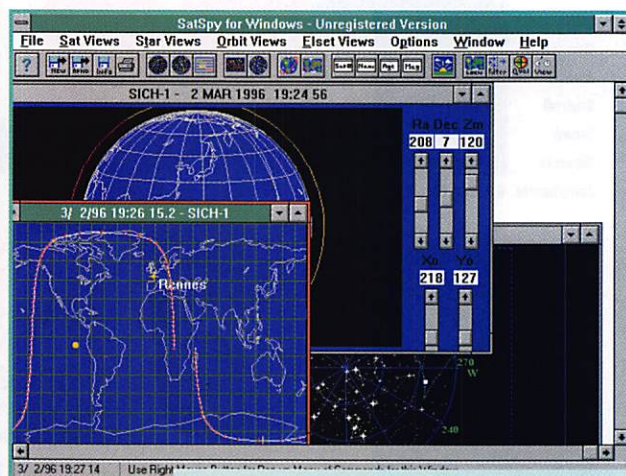 SatSpy for Windows - Unregistered Version
File Sat Views Star Views Orbit Views Elset Views Options Window Help
SICH-1 - 2 MAR 1996 19:24 56
Ra Dec Zm
208 7 120
3/ 2/96 19:26 15.2 - SICH-1
Xo Yo
218 127
Rennes
270
W
240
3/ 2/96 19:27 14 Use Right Mouse Button for Pop-up Menu of Commands for this Window